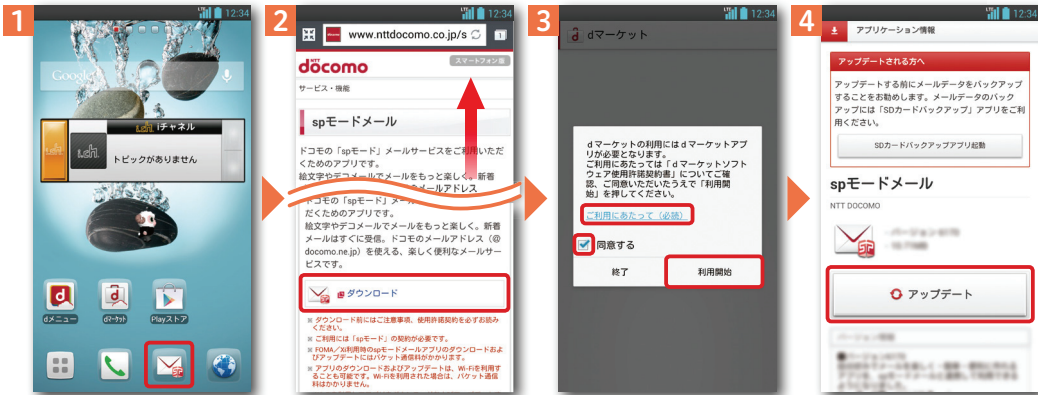 1
12:34
Google
i.ch. iチャネル
i.ch.
トピックがありません
dメニュー
dマーケット
Playストア
2
12:34
www.nttdocomo.co.jp/s
1
NTT
döcomo
スマートフォン版
サービス・機能
spモードメール
ドコモの「spモード」メールサービスをご利用いただ
くためのアプリです。
絵文字やデコメールでメールをもっと楽しく。新着
メールアドレス
ドコモの「spモード」メール
だくためのアプリです。
絵文字やデコメールでメールをもっと楽しく。新着
メールはすぐに受信。ドコモのメールアドレス（@
docomo.ne.jp）を使える、楽しく便利なメールサー
ビスです。
ダウンロード
※ ダウンロード前にはご注意事項、使用許諾契約を必ずお読み
ください。
※ ご利用には「spモード」の契約が必要です。
※ FOMA／Xi利用時のspモードメールアプリのダウンロードおよ
びアップデートにはパケット通信料がかかります。
※ アプリのダウンロードおよびアップデートは、Wi-Fiを利用す
ることも可能です。Wi-Fiを利用された場合は、パケット通信
料はかかりません。
3
12:34
dマーケット
dマーケットの利用にはdマーケットアプ
リが必要となります。
ご利用にあたっては「dマーケットソフト
ウェア使用許諾契約書」についてご確
認、ご同意いただいたうえで「利用開
始」を押してください。
ご利用にあたって（必読）
同意する
終了
利用開始
4
12:34
アプリケーション情報
アップデートされる方へ
アップデートする前にメールデータをバックアップ
することをお勧めします。メールデータのバック
アップには「SDカードバックアップ」アプリをご利
用ください。
SDカードバックアップアプリ起動
spモードメール
NTT DOCOMO
アップデート